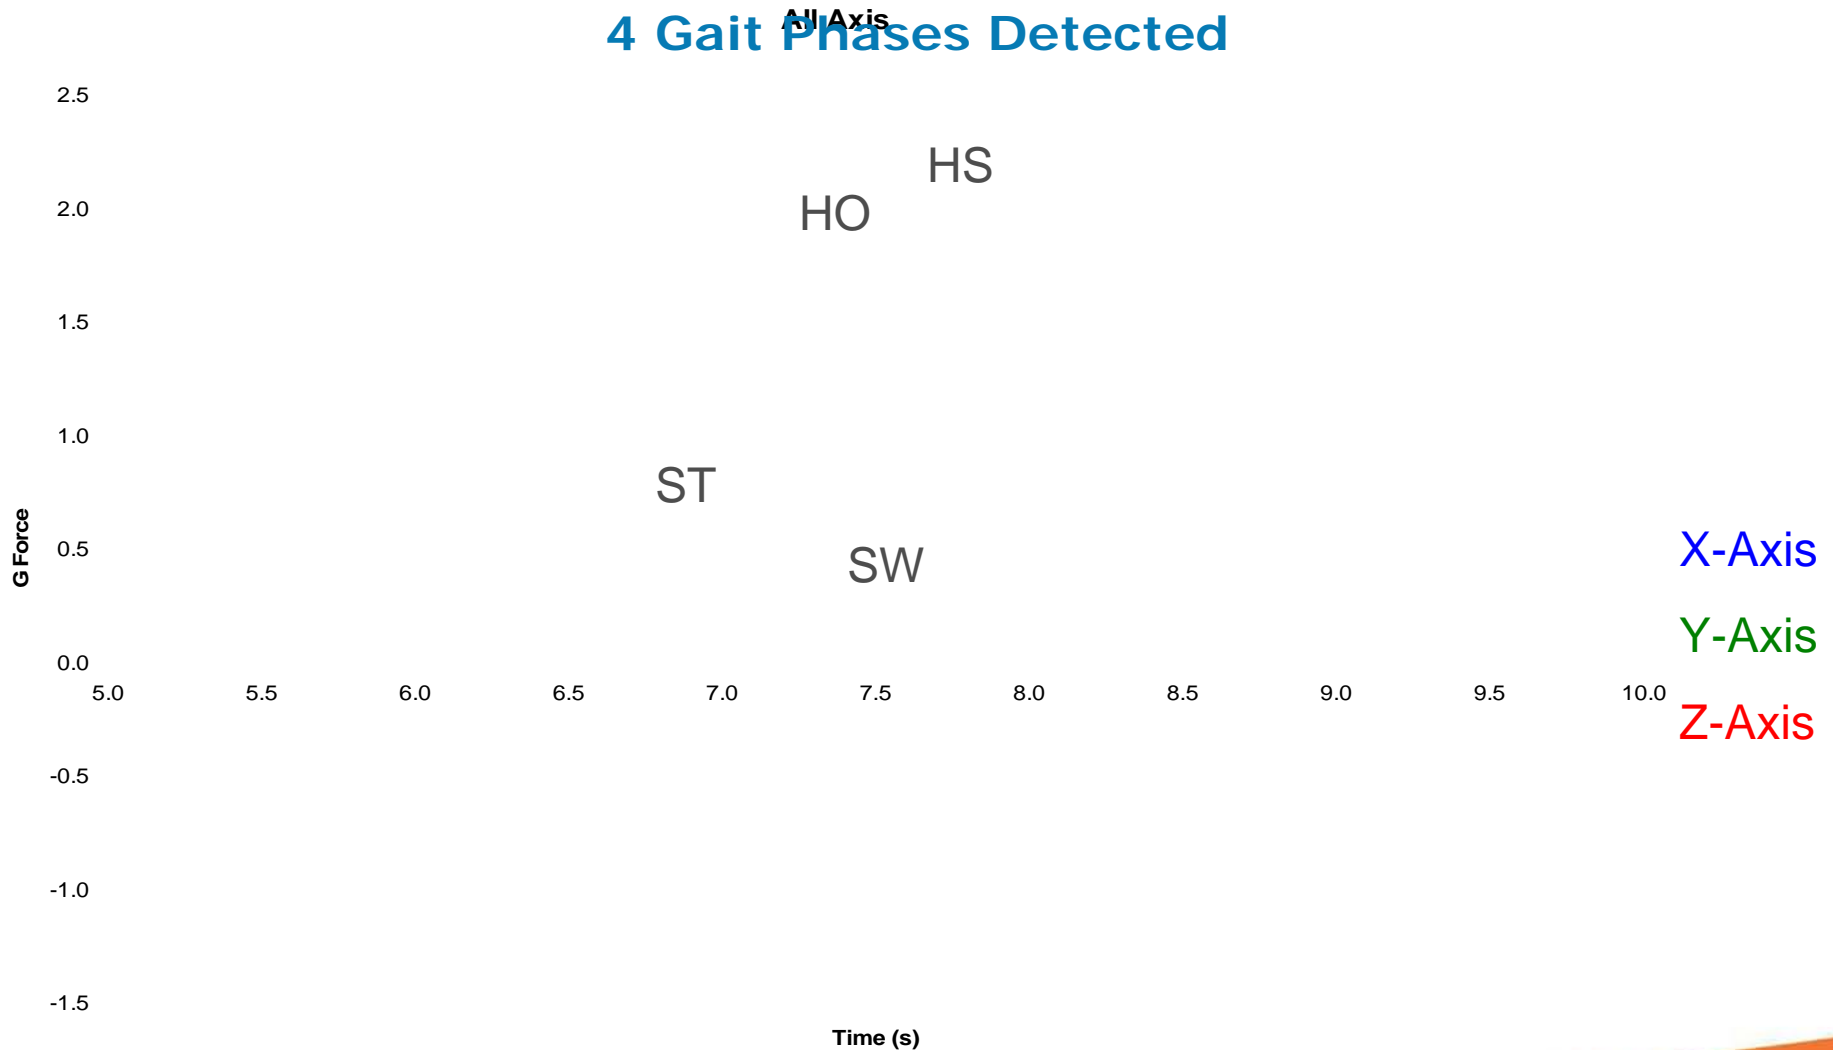 All Axis
4 Gait Phases Detected
2.5
HS
2.0
HO
1.5
1.0
ST
G Force
0.5
SW
X-Axis
Y-Axis
0.0
5.0 5.5 6.0 6.5 7.0 7.5 8.0 8.5 9.0 9.5 10.0
Z-Axis
-0.5
-1.0
-1.5
Time (s)